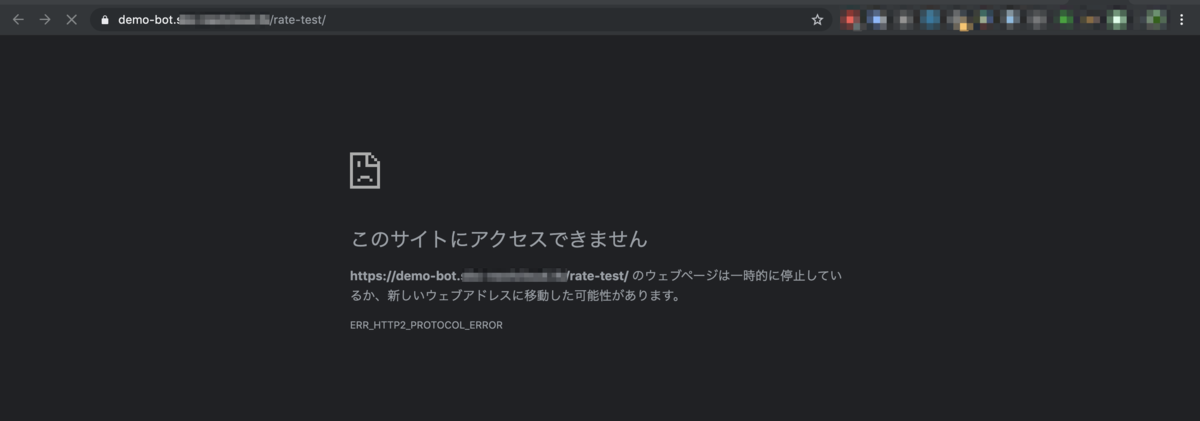 demo-bot.s /rate-test/
このサイトにアクセスできません
https://demo-bot. /rate-test/ のウェブページは一時的に停止してい
るか、新しいウェブアドレスに移動した可能性があります。
ERR_HTTP2_PROTOCOL_ERROR